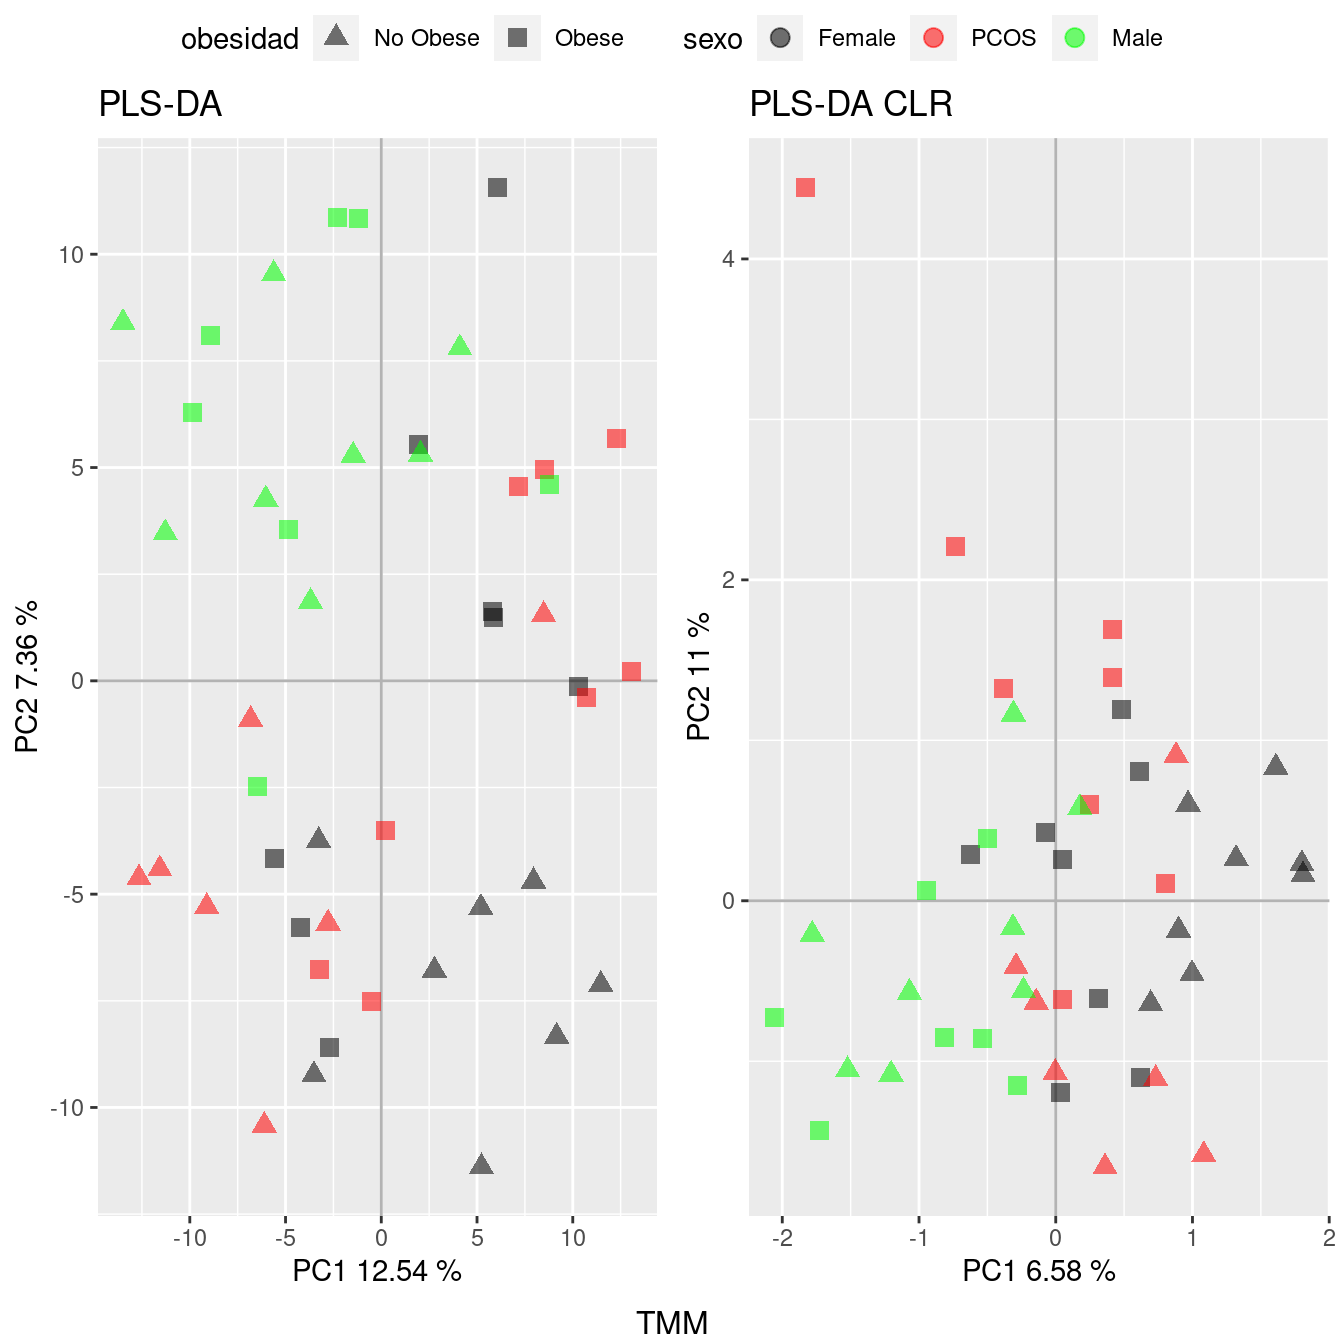 obesidad No Obese Obese sexo Female PCOS Male
PLS-DA PLS-DA CLR
10
5
0
-5
-10
PC2 7.36 %
-10 -5 0 5 10
PC1 12.54 %
4
2
0
PC2 11 %
-2 -1 0 1 2
PC1 6.58 %
TMM